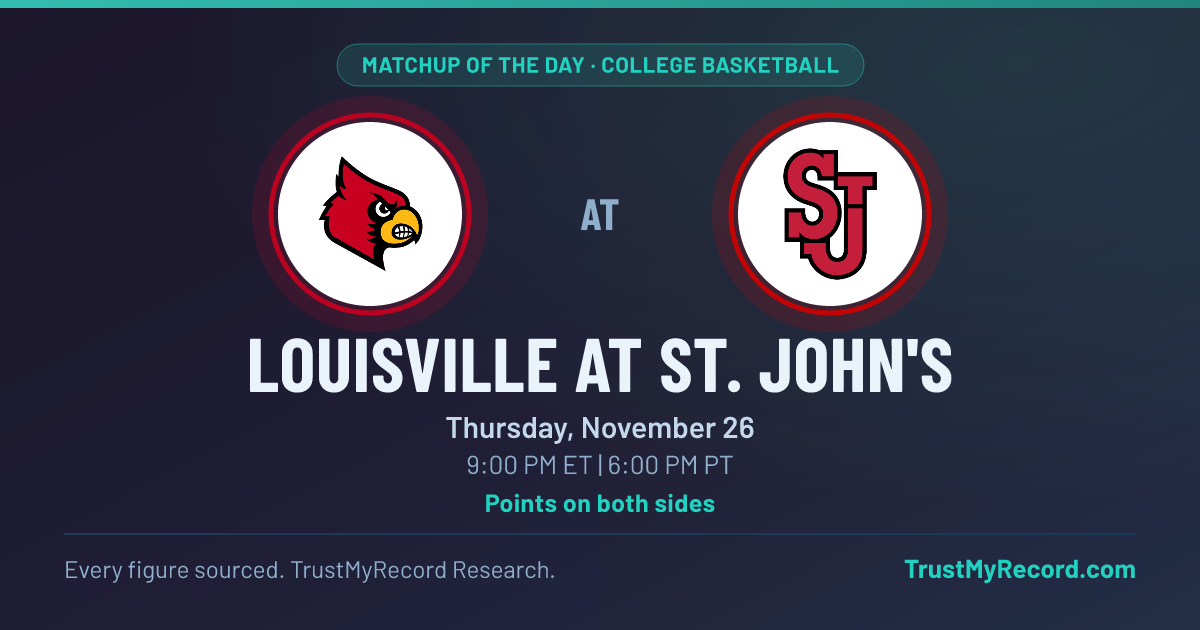 MATCHUP OF THE DAY · COLLEGE BASKETBALL
AT
STJ
LOUISVILLE AT ST. JOHN'S
Thursday, November 26
9:00 PM ET | 6:00 PM PT
Points on both sides
Every figure sourced. TrustMyRecord Research.
TrustMyRecord.com